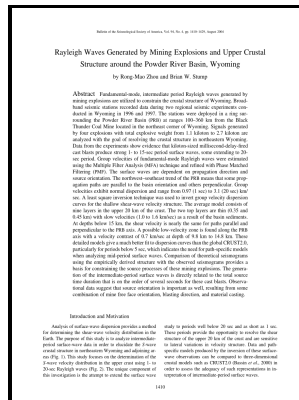 Bulletin of the Seismological Society of America, Vol. 94, No. 4, pp. 1410–1429, August 2004
Rayleigh Waves Generated by Mining Explosions and Upper Crustal
Structure around the Powder River Basin, Wyoming
by Rong-Mao Zhou and Brian W. Stump
Abstract Fundamental-mode, intermediate period Rayleigh waves generated by
mining explosions are utilized to constrain the structure of Wyoming. Broad-
band seismic stations recorded data during two regional seismic experiments con-
ducted in Wyoming in 1996 and 1997. The stations were deployed in a ring sur-
rounding the Powder River Basin (PRB) at ranges 100–360 km from the Black
Thunder Coal Mine located in the northeast corner of Wyoming. Signals generated
by four explosions with total explosive weight from 1.1 kiloton to 2.7 kiloton are
analyzed with the goal of resolving the crustal structure in northeastern Wyoming.
Data from the experiments show evidence that kiloton-sized millisecond-delay-fired
cast blasts produce strong 1- to 15-sec period surface waves, some extending to 20-
sec period. Group velocities of fundamental-mode Rayleigh waves were estimated
using the Multiple Filter Analysis (MFA) technique and refined with Phase Matched
Filtering (PMF). The surface waves are dependent on propagation direction and
source orientation. The northwest–southeast trend of the PRB means that some prop-
agation paths are parallel to the basin orientation and others perpendicular. Group
velocities exhibit normal dispersion and range from 0.97 (1 sec) to 3.1 (20 sec) km/
sec. A least square inversion technique was used to invert group velocity dispersion
curves for the shallow shear-wave velocity structure. The average model consists of
nine layers in the upper 20 km of the crust. The two top layers are thin (0.55 and
0.45 km) with slow velocities (1.0 to 1.6 km/sec) as a result of the basin sediments.
At depths below 15 km, the shear velocity is nearly the same for paths parallel and
perpendicular to the PRB axis. A possible low-velocity zone is found along the PRB
axis with a velocity contrast of 0.7 km/sec at depth of 9.8 km to 14.8 km. These
detailed models give a much better fit to dispersion curves than the global CRUST2.0,
particularly for periods below 5 sec, which indicates the need for path-specific models
when analyzing mid-period surface waves. Comparison of theoretical seismograms
using the empirically derived structure with the observed seismograms provides a
basis for constraining the source processes of these mining explosions. The gener-
ation of the intermediate-period surface waves is directly related to the total source
time duration that is on the order of several seconds for these cast blasts. Observa-
tional data suggest that source orientation is important as well, resulting from some
combination of mine free face orientation, blasting direction, and material casting.
Introduction and Motivation
Analysis of surface-wave dispersion provides a method
for determining the shear-wave velocity distribution in the
Earth. The purpose of this study is to analyze intermediate-
period surface-wave data in order to elucidate the S-wave
crustal structure in northeastern Wyoming and adjoining ar-
eas (Fig. 1). This study focuses on the determination of the
S-wave velocity distribution in the upper crust using 1- to
20-sec Rayleigh waves (Fig. 2). The unique component of
this investigation is the attempt to extend the surface wave
study to periods well below 20 sec and as short as 1 sec.
These periods provide the opportunity to resolve the shear
structure of the upper 20 km of the crust and are sensitive
to lateral variations in velocity structure. Data and path-
specific models produced by the inversion of these surface-
wave observations can be compared to three-dimensional
crustal models such as CRUST2.0 (Bassin et al., 2000) in
order to assess the adequacy of such representations in in-
terpretation of intermediate-period surface waves.
1410